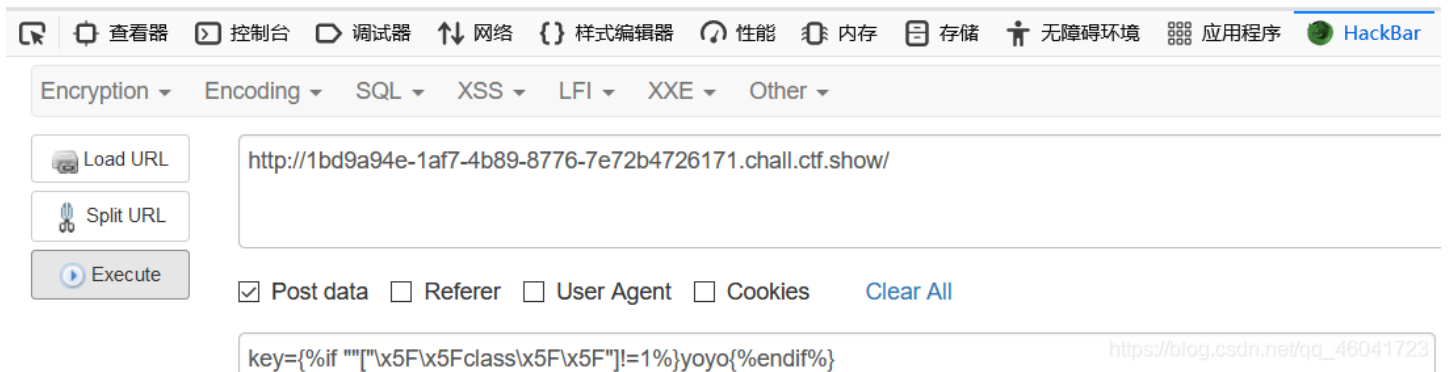 查看器 控制台 调试器 网络 {} 样式编辑器 性能 内存 存储 无障碍环境 应用程序 HackBar
Encryption Encoding SQL XSS LFI XXE Other
Load URL http://1bd9a94e-1af7-4b89-8776-7e72b4726171.chall.ctf.show/
Split URL
Execute
Post data Referer User Agent Cookies Clear All
key={%if ""["\x5F\x5Fclass\x5F\x5F"]!=1%}yoyo{%endif%}
https://blog.csdn.net/qq_46041723